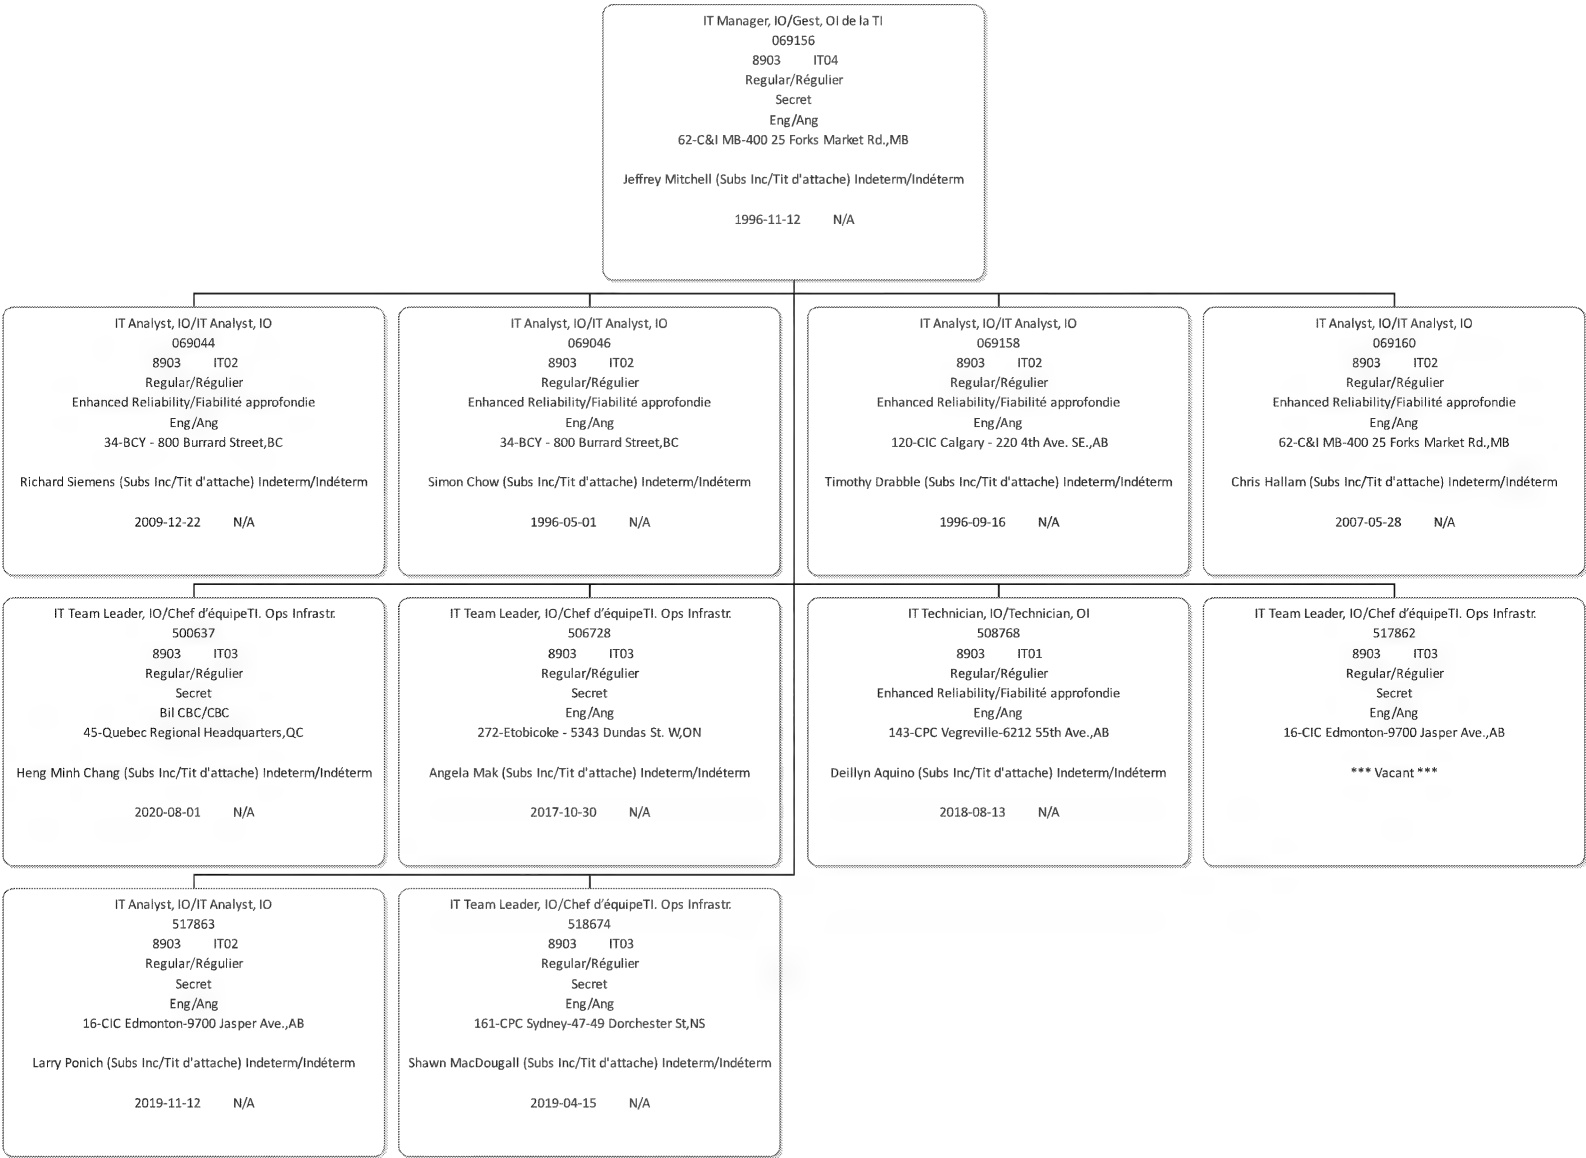 IT Manager, IO/Gest, OI de la TI
069156
8903 IT04
Regular/Régulier
Secret
Eng/Ang
62-C&I MB-400 25 Forks Market Rd.,MB
Jeffrey Mitchell (Subs Inc/Tit d'attache) Indeterm/Indéterm
1996-11-12 N/A
IT Analyst, IO/IT Analyst, IO
069044
8903 IT02
Regular/Régulier
Enhanced Reliability/Fiabilité approfondie
Eng/Ang
34-BCY - 800 Burrard Street,BC
Richard Siemens (Subs Inc/Tit d'attache) Indeterm/Indéterm
2009-12-22 N/A
IT Analyst, IO/IT Analyst, IO
069046
8903 IT02
Regular/Régulier
Enhanced Reliability/Fiabilité approfondie
Eng/Ang
34-BCY - 800 Burrard Street,BC
Simon Chow (Subs Inc/Tit d'attache) Indeterm/Indéterm
1996-05-01 N/A
IT Analyst, IO/IT Analyst, IO
069158
8903 IT02
Regular/Régulier
Enhanced Reliability/Fiabilité approfondie
Eng/Ang
120-CIC Calgary - 220 4th Ave. SE.,AB
Timothy Drabble (Subs Inc/Tit d'attache) Indeterm/Indéterm
1996-09-16 N/A
IT Analyst, IO/IT Analyst, IO
069160
8903 IT02
Regular/Régulier
Enhanced Reliability/Fiabilité approfondie
Eng/Ang
62-C&I MB-400 25 Forks Market Rd.,MB
Chris Hallam (Subs Inc/Tit d'attache) Indeterm/Indéterm
2007-05-28 N/A
IT Team Leader, IO/Chef d'équipeTI. Ops Infrastr.
500637
8903 IT03
Regular/Régulier
Secret
Bil CBC/CBC
45-Quebec Regional Headquarters,QC
Heng Minh Chang (Subs Inc/Tit d'attache) Indeterm/Indéterm
2020-08-01 N/A
IT Team Leader, IO/Chef d'équipeTI. Ops Infrastr.
506728
8903 IT03
Regular/Régulier
Secret
Eng/Ang
272-Etobicoke - 5343 Dundas St. W,ON
Angela Mak (Subs Inc/Tit d'attache) Indeterm/Indéterm
2017-10-30 N/A
IT Technician, IO/Technician, OI
508768
8903 IT01
Regular/Régulier
Enhanced Reliability/Fiabilité approfondie
Eng/Ang
143-CPC Vegreville-6212 55th Ave.,AB
Deillyn Aquino (Subs Inc/Tit d'attache) Indeterm/Indéterm
2018-08-13 N/A
IT Team Leader, IO/Chef d'équipeTI. Ops Infrastr.
517862
8903 IT03
Regular/Régulier
Secret
Eng/Ang
16-CIC Edmonton-9700 Jasper Ave.,AB
*** Vacant ***
IT Analyst, IO/IT Analyst, IO
517863
8903 IT02
Regular/Régulier
Secret
Eng/Ang
16-CIC Edmonton-9700 Jasper Ave.,AB
Larry Ponich (Subs Inc/Tit d'attache) Indeterm/Indéterm
2019-11-12 N/A
IT Team Leader, IO/Chef d'équipeTI. Ops Infrastr.
518674
8903 IT03
Regular/Régulier
Secret
Eng/Ang
161-CPC Sydney-47-49 Dorchester St,NS
Shawn MacDougall (Subs Inc/Tit d'attache) Indeterm/Indéterm
2019-04-15 N/A